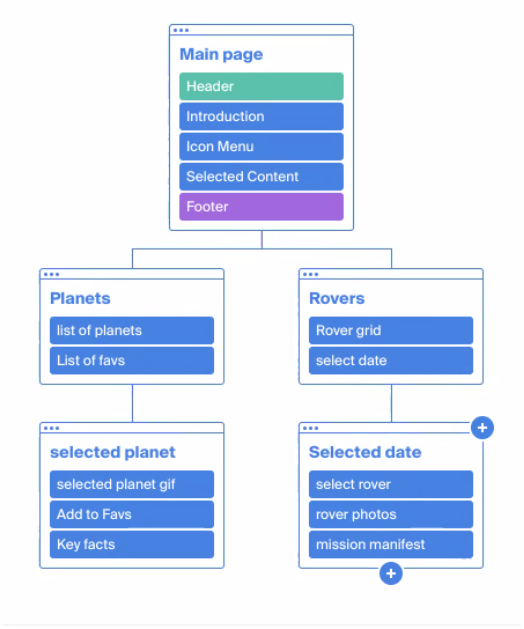 Main page
Header
Introduction
Icon Menu
Selected Content
Footer
Planets
list of planets
List of favs
Rovers
Rover grid
select date
selected planet
selected planet gif
Add to Favs
Key facts
Selected date
select rover
rover photos
mission manifest